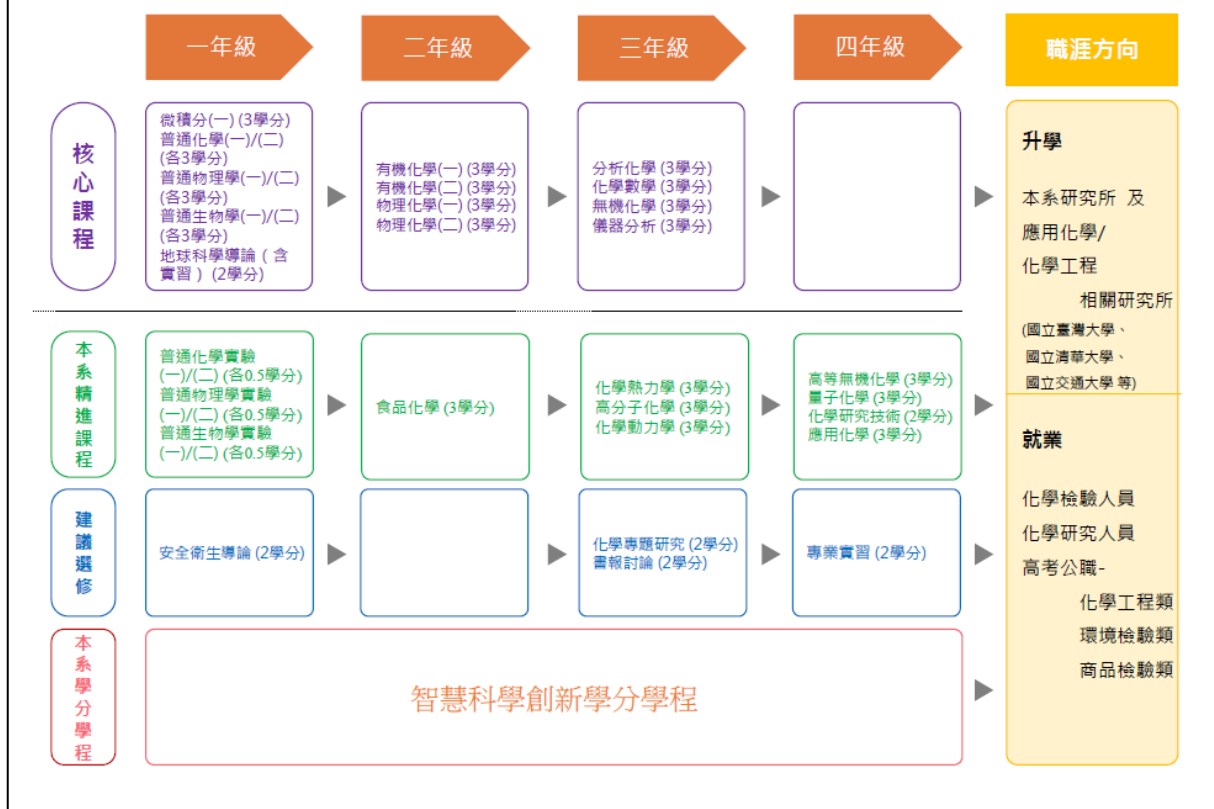 一年級
二年級
三年級
四年級
職涯方向
核心課程
微積分(一) (3學分)
普通化學(一)/(二)
(各3學分)
普通物理學(一)/(二)
(各3學分)
普通生物學(一)/(二)
(各3學分)
地球科學導論（含
實習）(2學分)
有機化學(一) (3學分)
有機化學(二) (3學分)
物理化學(一) (3學分)
物理化學(二) (3學分)
分析化學 (3學分)
化學數學 (3學分)
無機化學 (3學分)
儀器分析 (3學分)
本系精進課程
普通化學實驗
(一)/(二) (各0.5學分)
普通物理學實驗
(一)/(二) (各0.5學分)
普通生物學實驗
(一)/(二) (各0.5學分)
食品化學 (3學分)
化學熱力學 (3學分)
高分子化學 (3學分)
化學動力學 (3學分)
高等無機化學 (3學分)
量子化學 (3學分)
化學研究技術 (2學分)
應用化學 (3學分)
建議選修
安全衛生導論 (2學分)
化學專題研究 (2學分)
書報討論 (2學分)
專業實習 (2學分)
本系學分學程
智慧科學創新學分學程
升學
本系研究所 及
應用化學/
化學工程
相關研究所
(國立臺灣大學、
國立清華大學、
國立交通大學 等)
就業
化學檢驗人員
化學研究人員
高考公職-
化學工程類
環境檢驗類
商品檢驗類